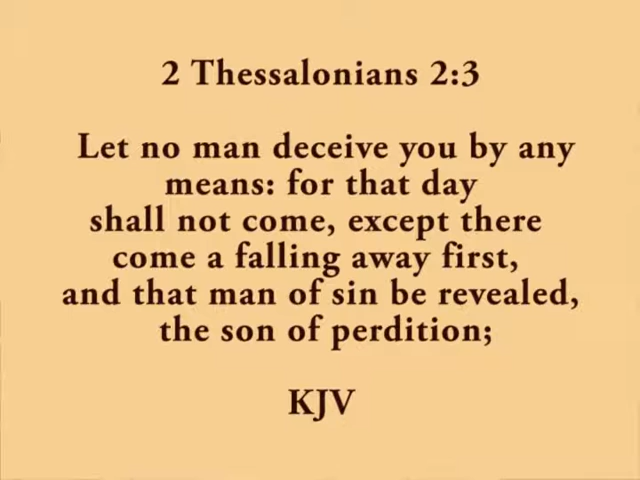 2 Thessalonians 2:3
Let no man deceive you by any
means: for that day
shall not come, except there
come a falling away first,
and that man of sin be revealed,
the son of perdition;
KJV